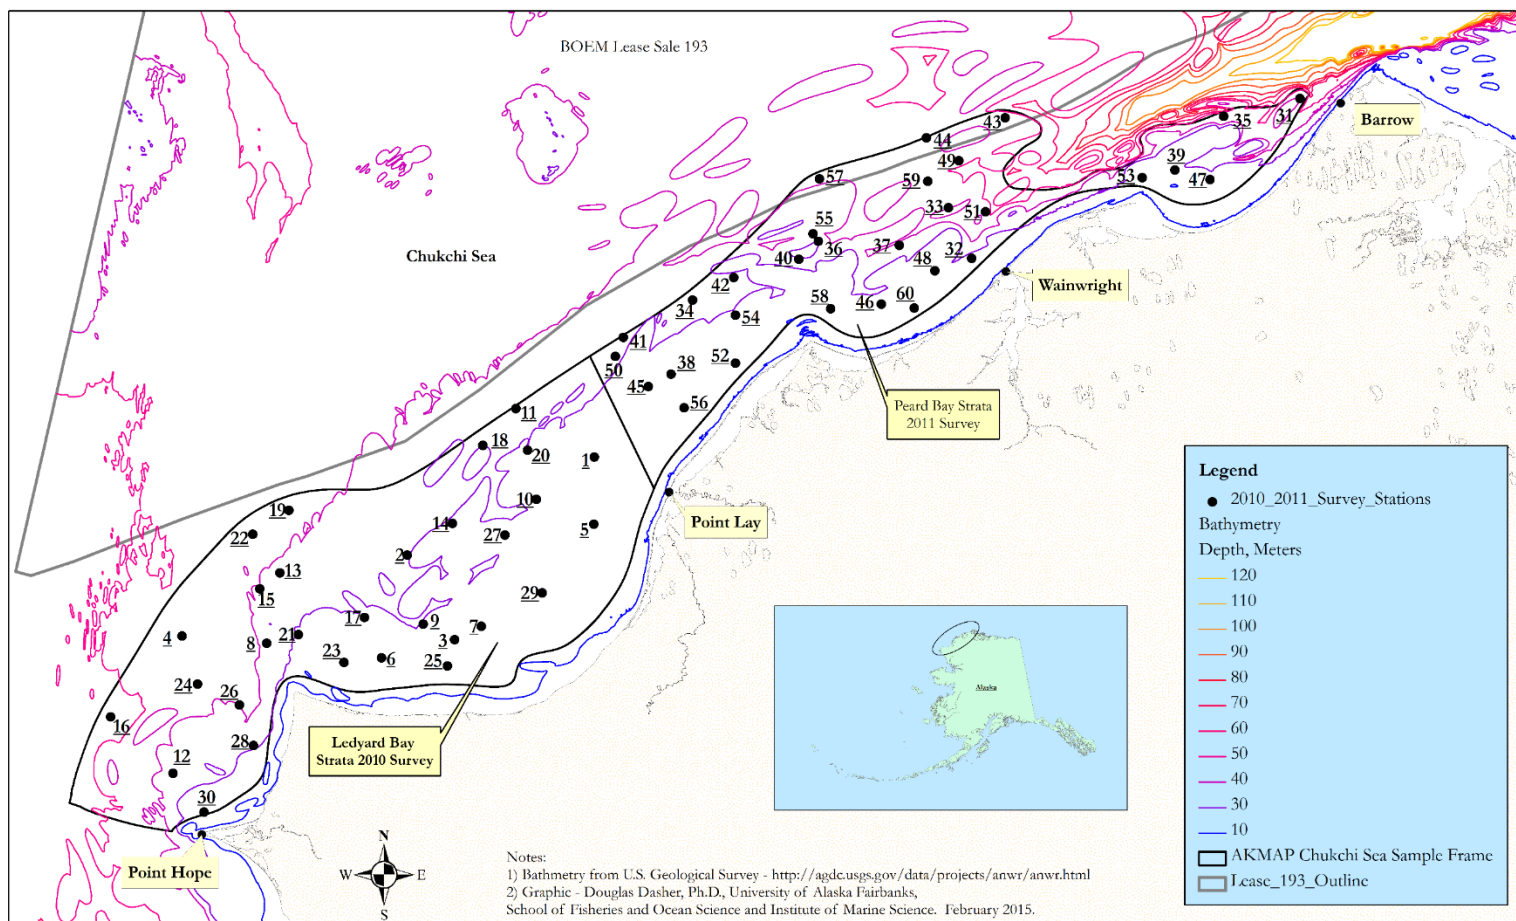 BOEM Lease Sale 193
43
44
35
31
Barrow
49
39
57
59
53
47
33
51
55
36
37
Chukchi Sea
40
48
32
42
Wainwright
34
58
46
60
54
41
50
52
38
45
Peard Bay Strata
2011 Survey
11
56
18
20
1
Legend
2010_2011_Survey_Stations
10
Point Lay
19
14
5
Bathymetry
22
27
Depth, Meters
2
13
120
15
29
110
17
9
100
4
21
7
90
8
3
23
6
25
80
24
26
70
Alaska
16
60
28
Ledyard Bay
Strata 2010 Survey
50
12
40
30
30
10
N
W
E
S
Point Hope
AKMAP Chukchi Sea Sample Frame
Lease_193_Outline
Notes:
1) Bathmetry from U.S. Geological Survey - http://agdc.usgs.gov/data/projects/anwr/anwr.html
2) Graphic - Douglas Dasher, Ph.D., University of Alaska Fairbanks,
School of Fisheries and Ocean Science and Institute of Marine Science. February 2015.